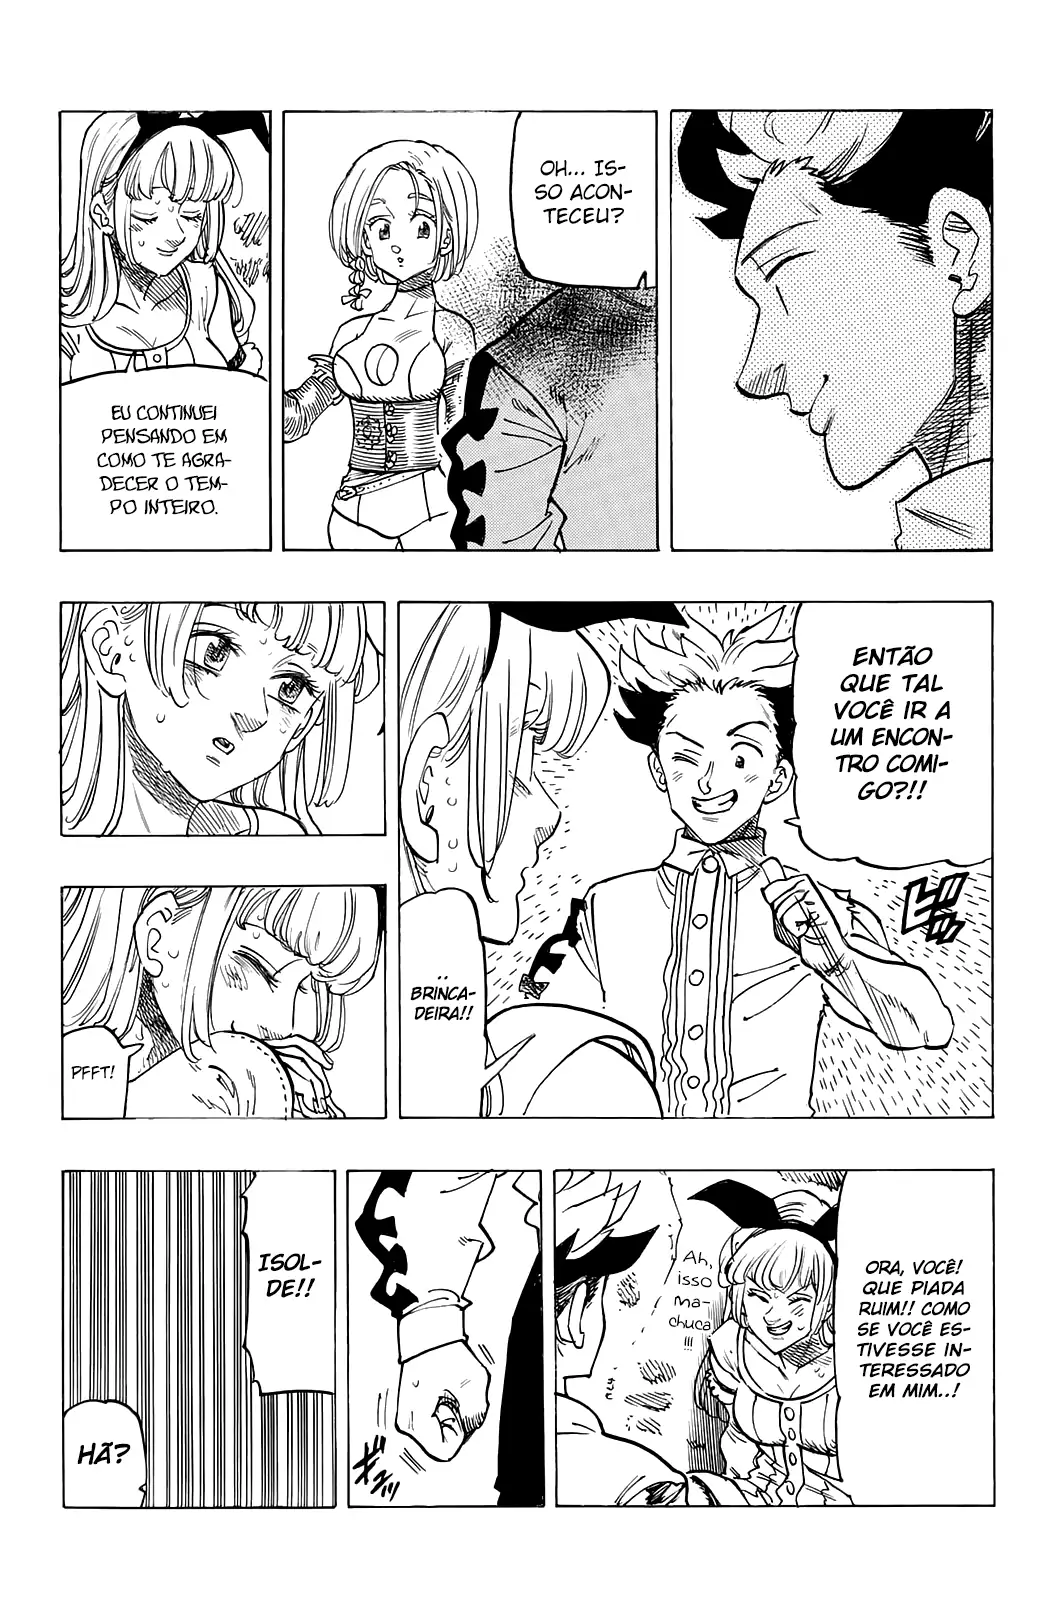 OH... IS-
SO ACON-
TECEU?
EU CONTINUEI
PENSANDO EM
COMO TE AGRA-
DECER O TEM-
PO INTEIRO.
ENTÃO
QUE TAL
VOCÊ IR A
UM ENCON-
TRO COMI-
GO?!!
..
BRINCA-
DEIRA!!
PFFT!
ORA, VOCÊ!
QUE PIADA
RUIM!! COMO
SE VOCÊ ES-
TIVESSE IN-
TERESSADO
EM MIM..!
Ah,
isso
ma-
chuca
!!!
ISOL-
DE!!
HÃ?